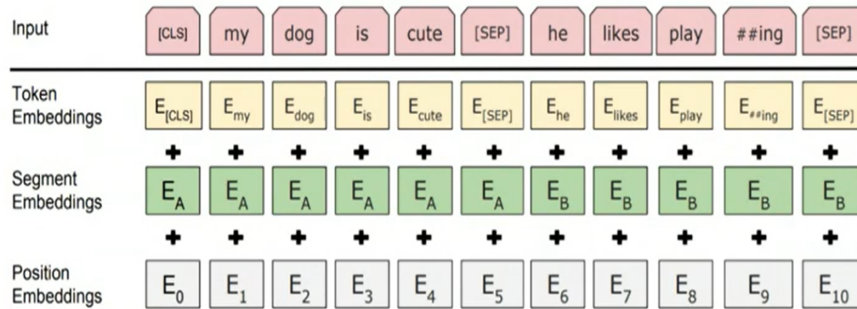 Input [CLS] my dog is cute [SEP] he likes play ##ing [SEP]
Token Embeddings E[CLS] Emy Edog Eis Ecute E[SEP] Ehe Elikes Eplay E##ing E[SEP]
+ + + + + + + + + + +
Segment Embeddings EA EA EA EA EA EA EB EB EB EB EB
+ + + + + + + + + + +
Position Embeddings E0 E1 E2 E3 E4 E5 E6 E7 E8 E9 E10